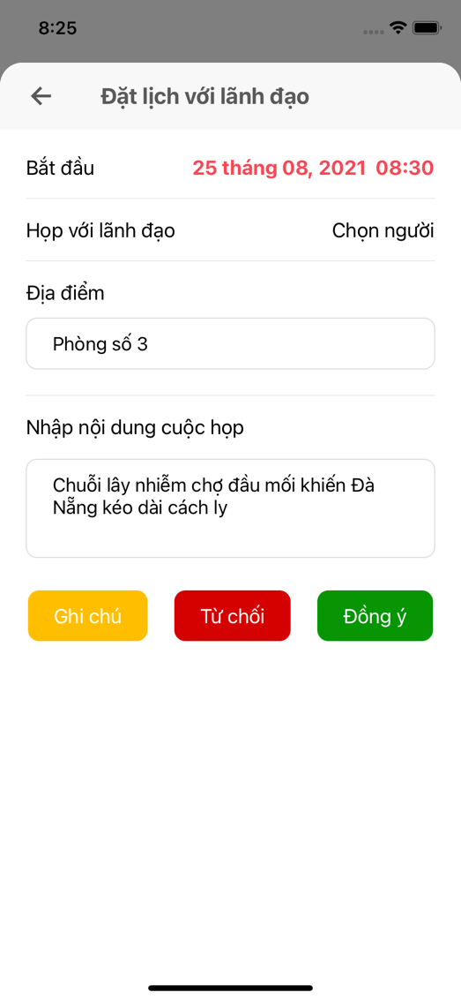 8:25
Đặt lịch với lãnh đạo
Bắt đầu 25 tháng 08, 2021 08:30
Họp với lãnh đạo Chọn người
Địa điểm
Phòng số 3
Nhập nội dung cuộc họp
Chuỗi lây nhiễm chợ đầu mối khiến Đà
Nẵng kéo dài cách ly
Ghi chú Từ chối Đồng ý